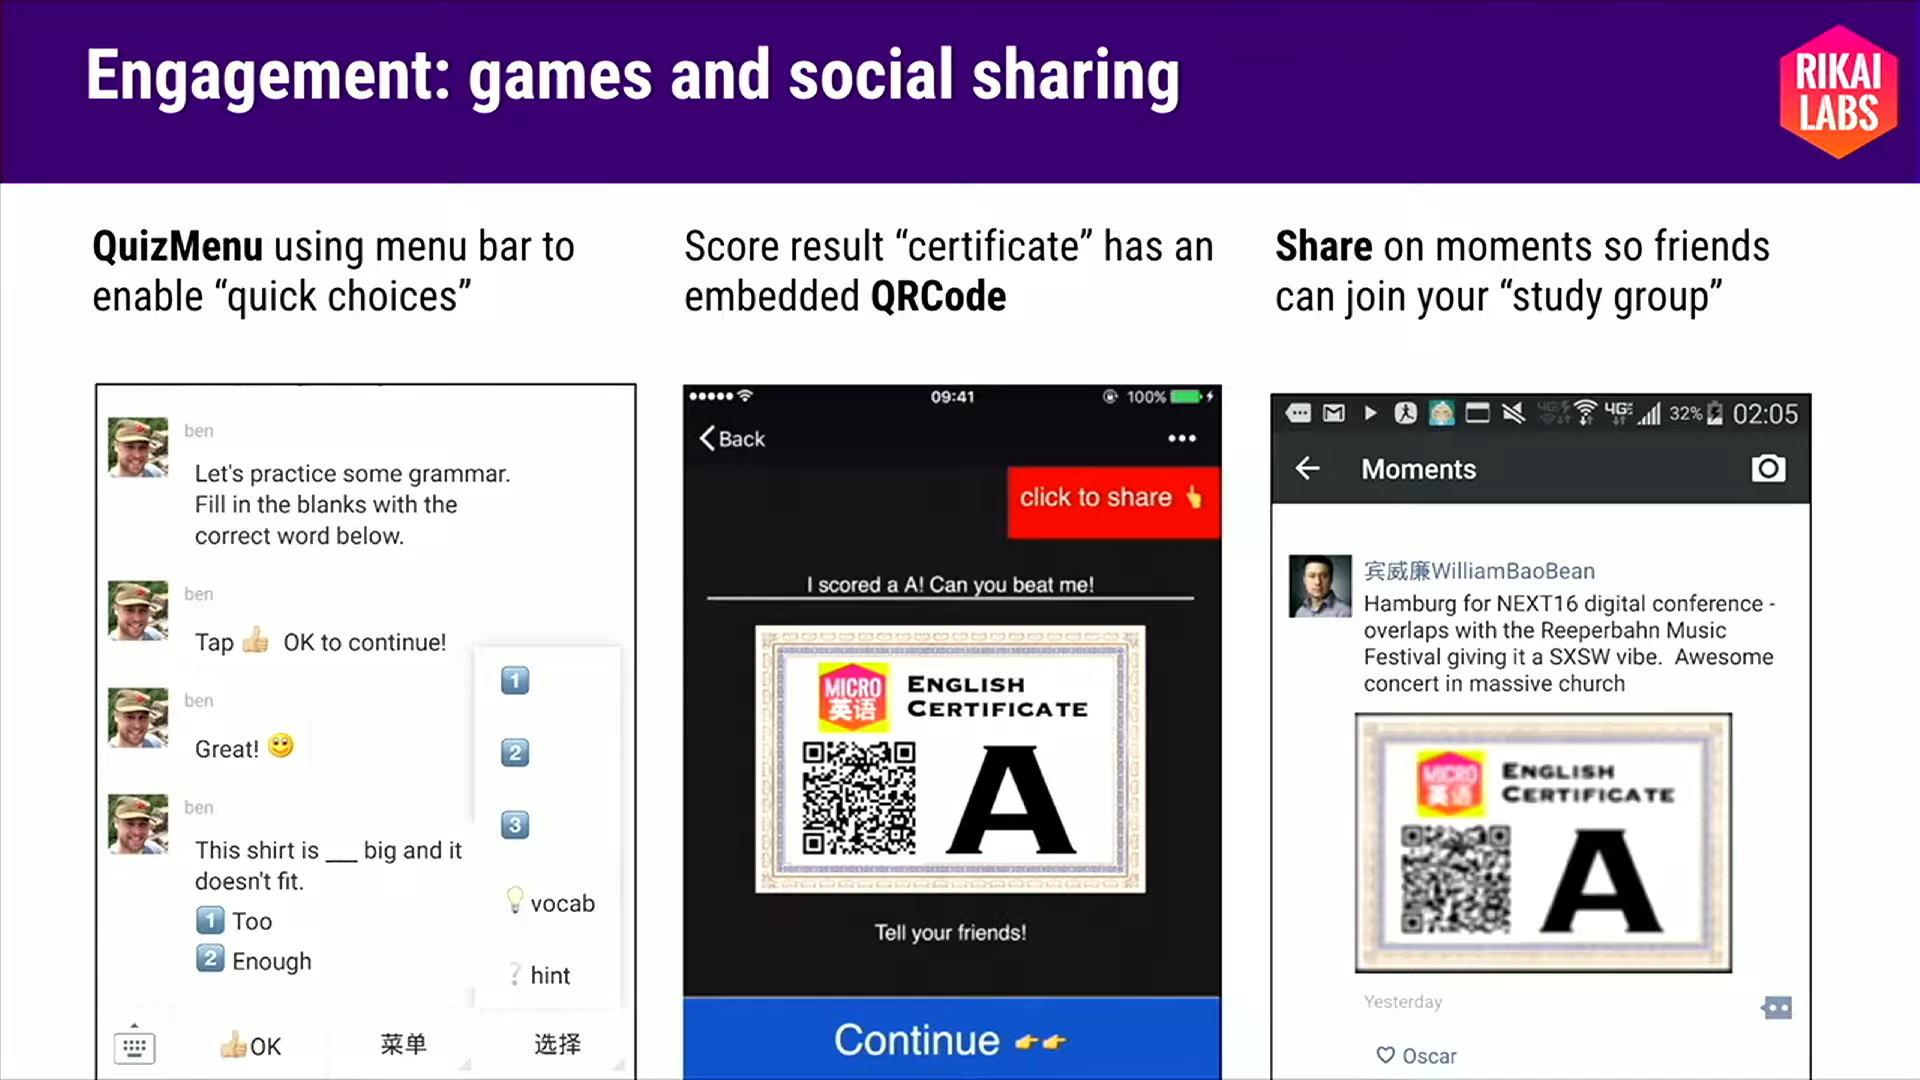 Engagement: games and social sharing
RIKAI
LABS
QuizMenu using menu bar to
enable “quick choices”
Score result “certificate” has an
embedded QRCode
Share on moments so friends
can join your “study group”
ben
Let's practice some grammar.
Fill in the blanks with the
correct word below.
ben
Tap 👍 OK to continue!
ben
Great! 🙂
ben
This shirt is ___ big and it
doesn't fit.
1 Too
2 Enough
1
2
3
vocab
? hint
👍OK
菜单
选择
09:41
100%
Back
click to share 👆
I scored a A! Can you beat me!
MICRO
英语
ENGLISH
CERTIFICATE
A
Tell your friends!
Continue 👉👉
4G
32%
02:05
Moments
宾威廉WilliamBaoBean
Hamburg for NEXT16 digital conference -
overlaps with the Reeperbahn Music
Festival giving it a SXSW vibe. Awesome
concert in massive church
MICRO
英语
ENGLISH
CERTIFICATE
A
Yesterday
Oscar